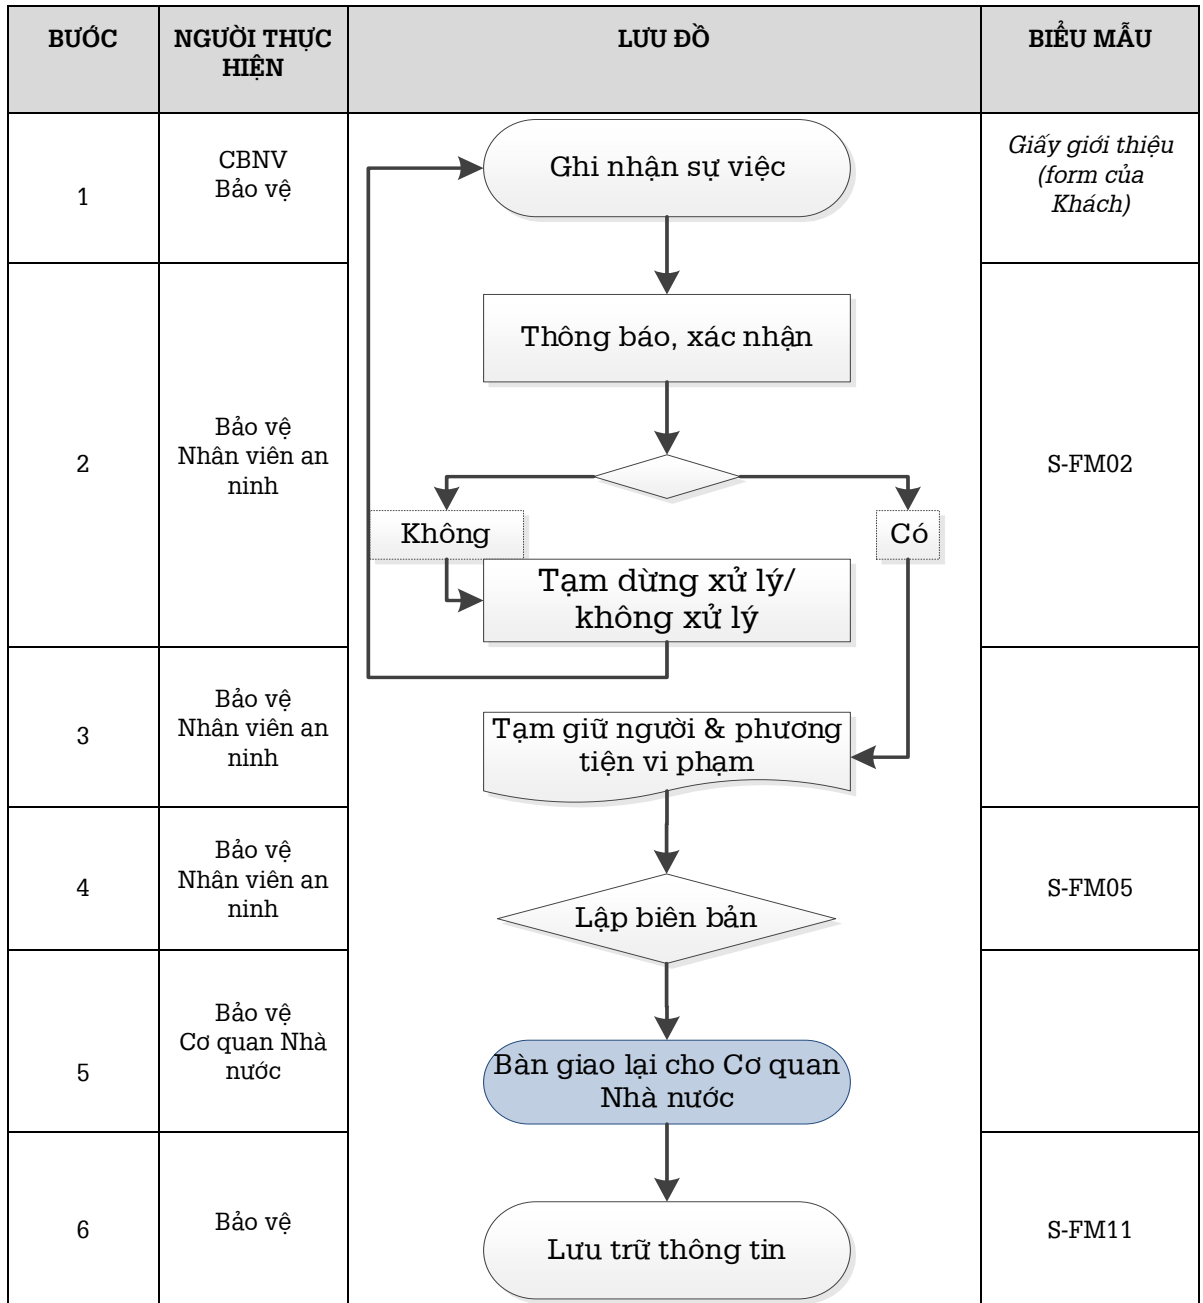 BƯỚC
NGƯỜI THỰC
HIỆN
LƯU ĐỒ
BIỂU MẪU
1
CBNV
Bảo vệ
Ghi nhận sự việc
Giấy giới thiệu
(form của
Khách)
2
Bảo vệ
Nhân viên an
ninh
Thông báo, xác nhận
Không
Có
Tạm dừng xử lý/
không xử lý
S-FM02
3
Bảo vệ
Nhân viên an
ninh
Tạm giữ người & phương
tiện vi phạm
4
Bảo vệ
Nhân viên an
ninh
Lập biên bản
S-FM05
5
Bảo vệ
Cơ quan Nhà
nước
Bàn giao lại cho Cơ quan
Nhà nước
6
Bảo vệ
Lưu trữ thông tin
S-FM11